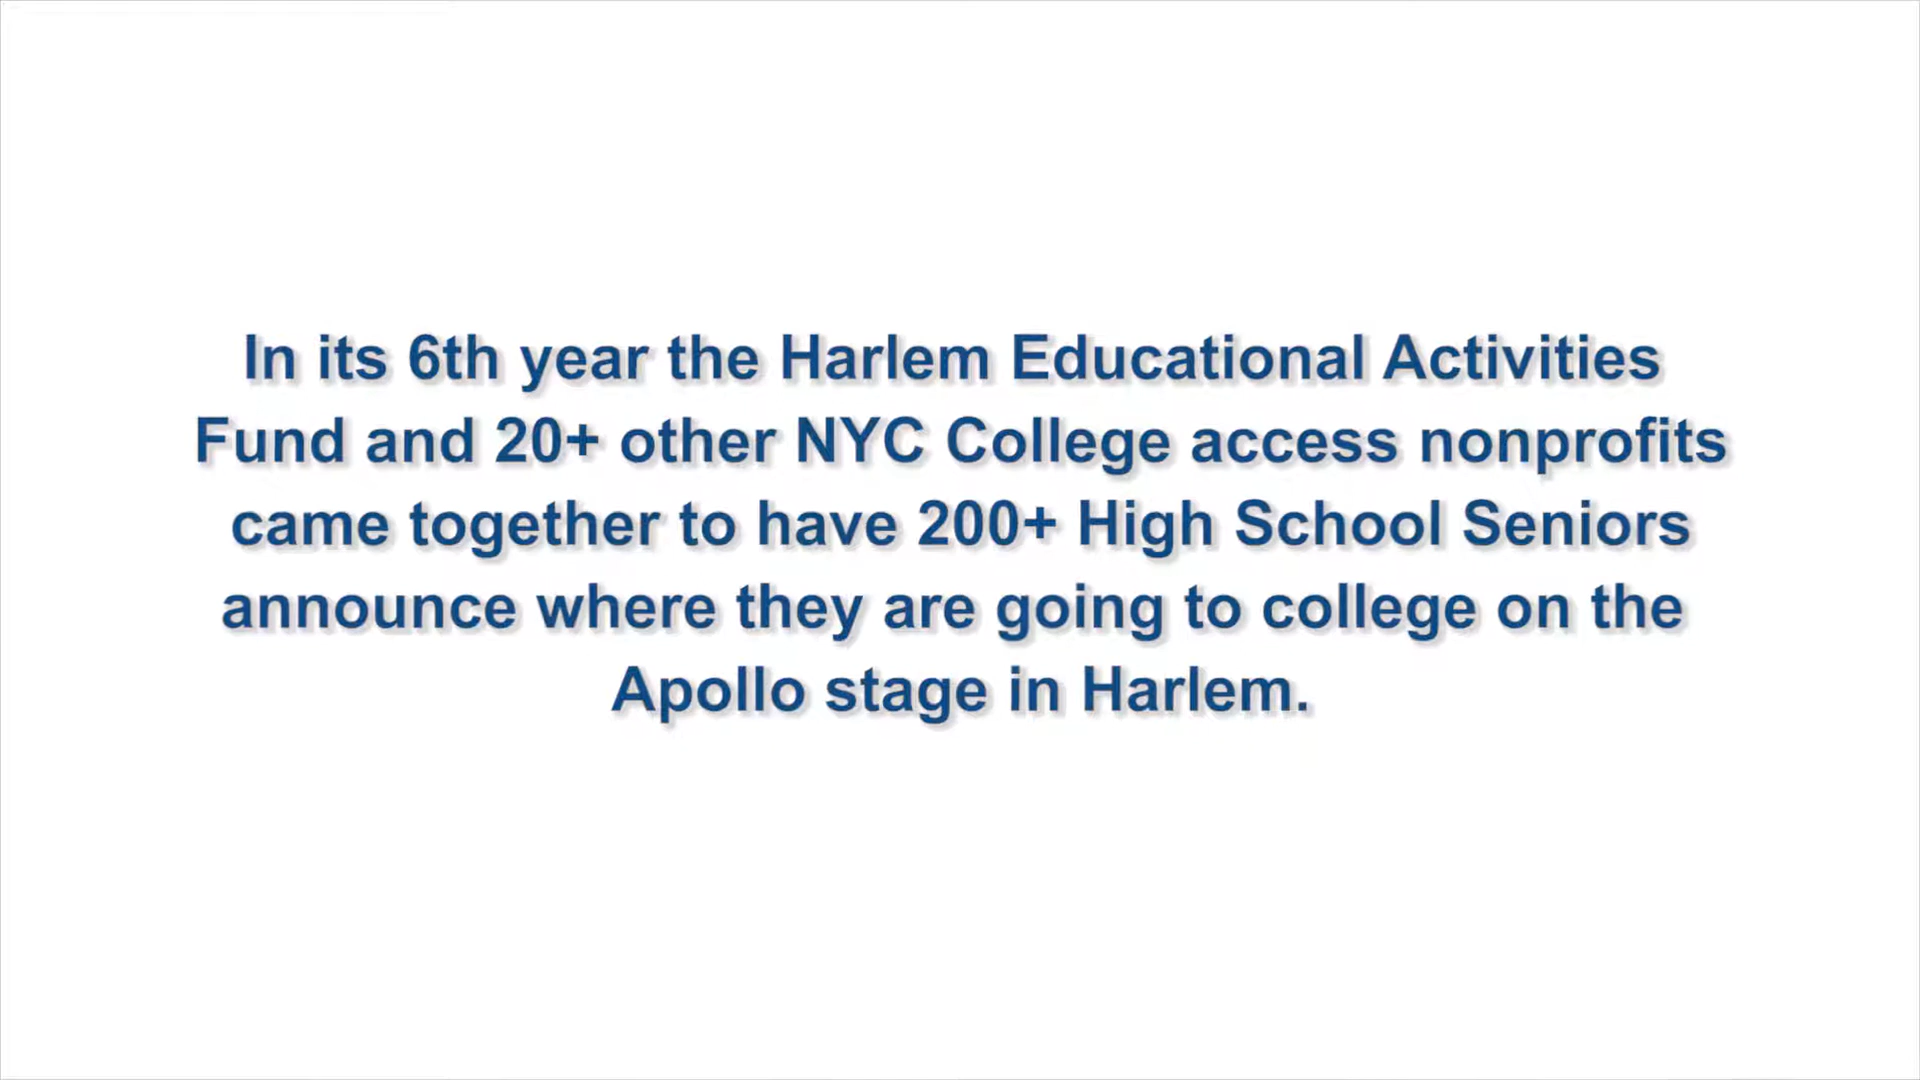 In its 6th year the Harlem Educational Activities
Fund and 20+ other NYC College access nonprofits
came together to have 200+ High School Seniors
announce where they are going to college on the
Apollo stage in Harlem.